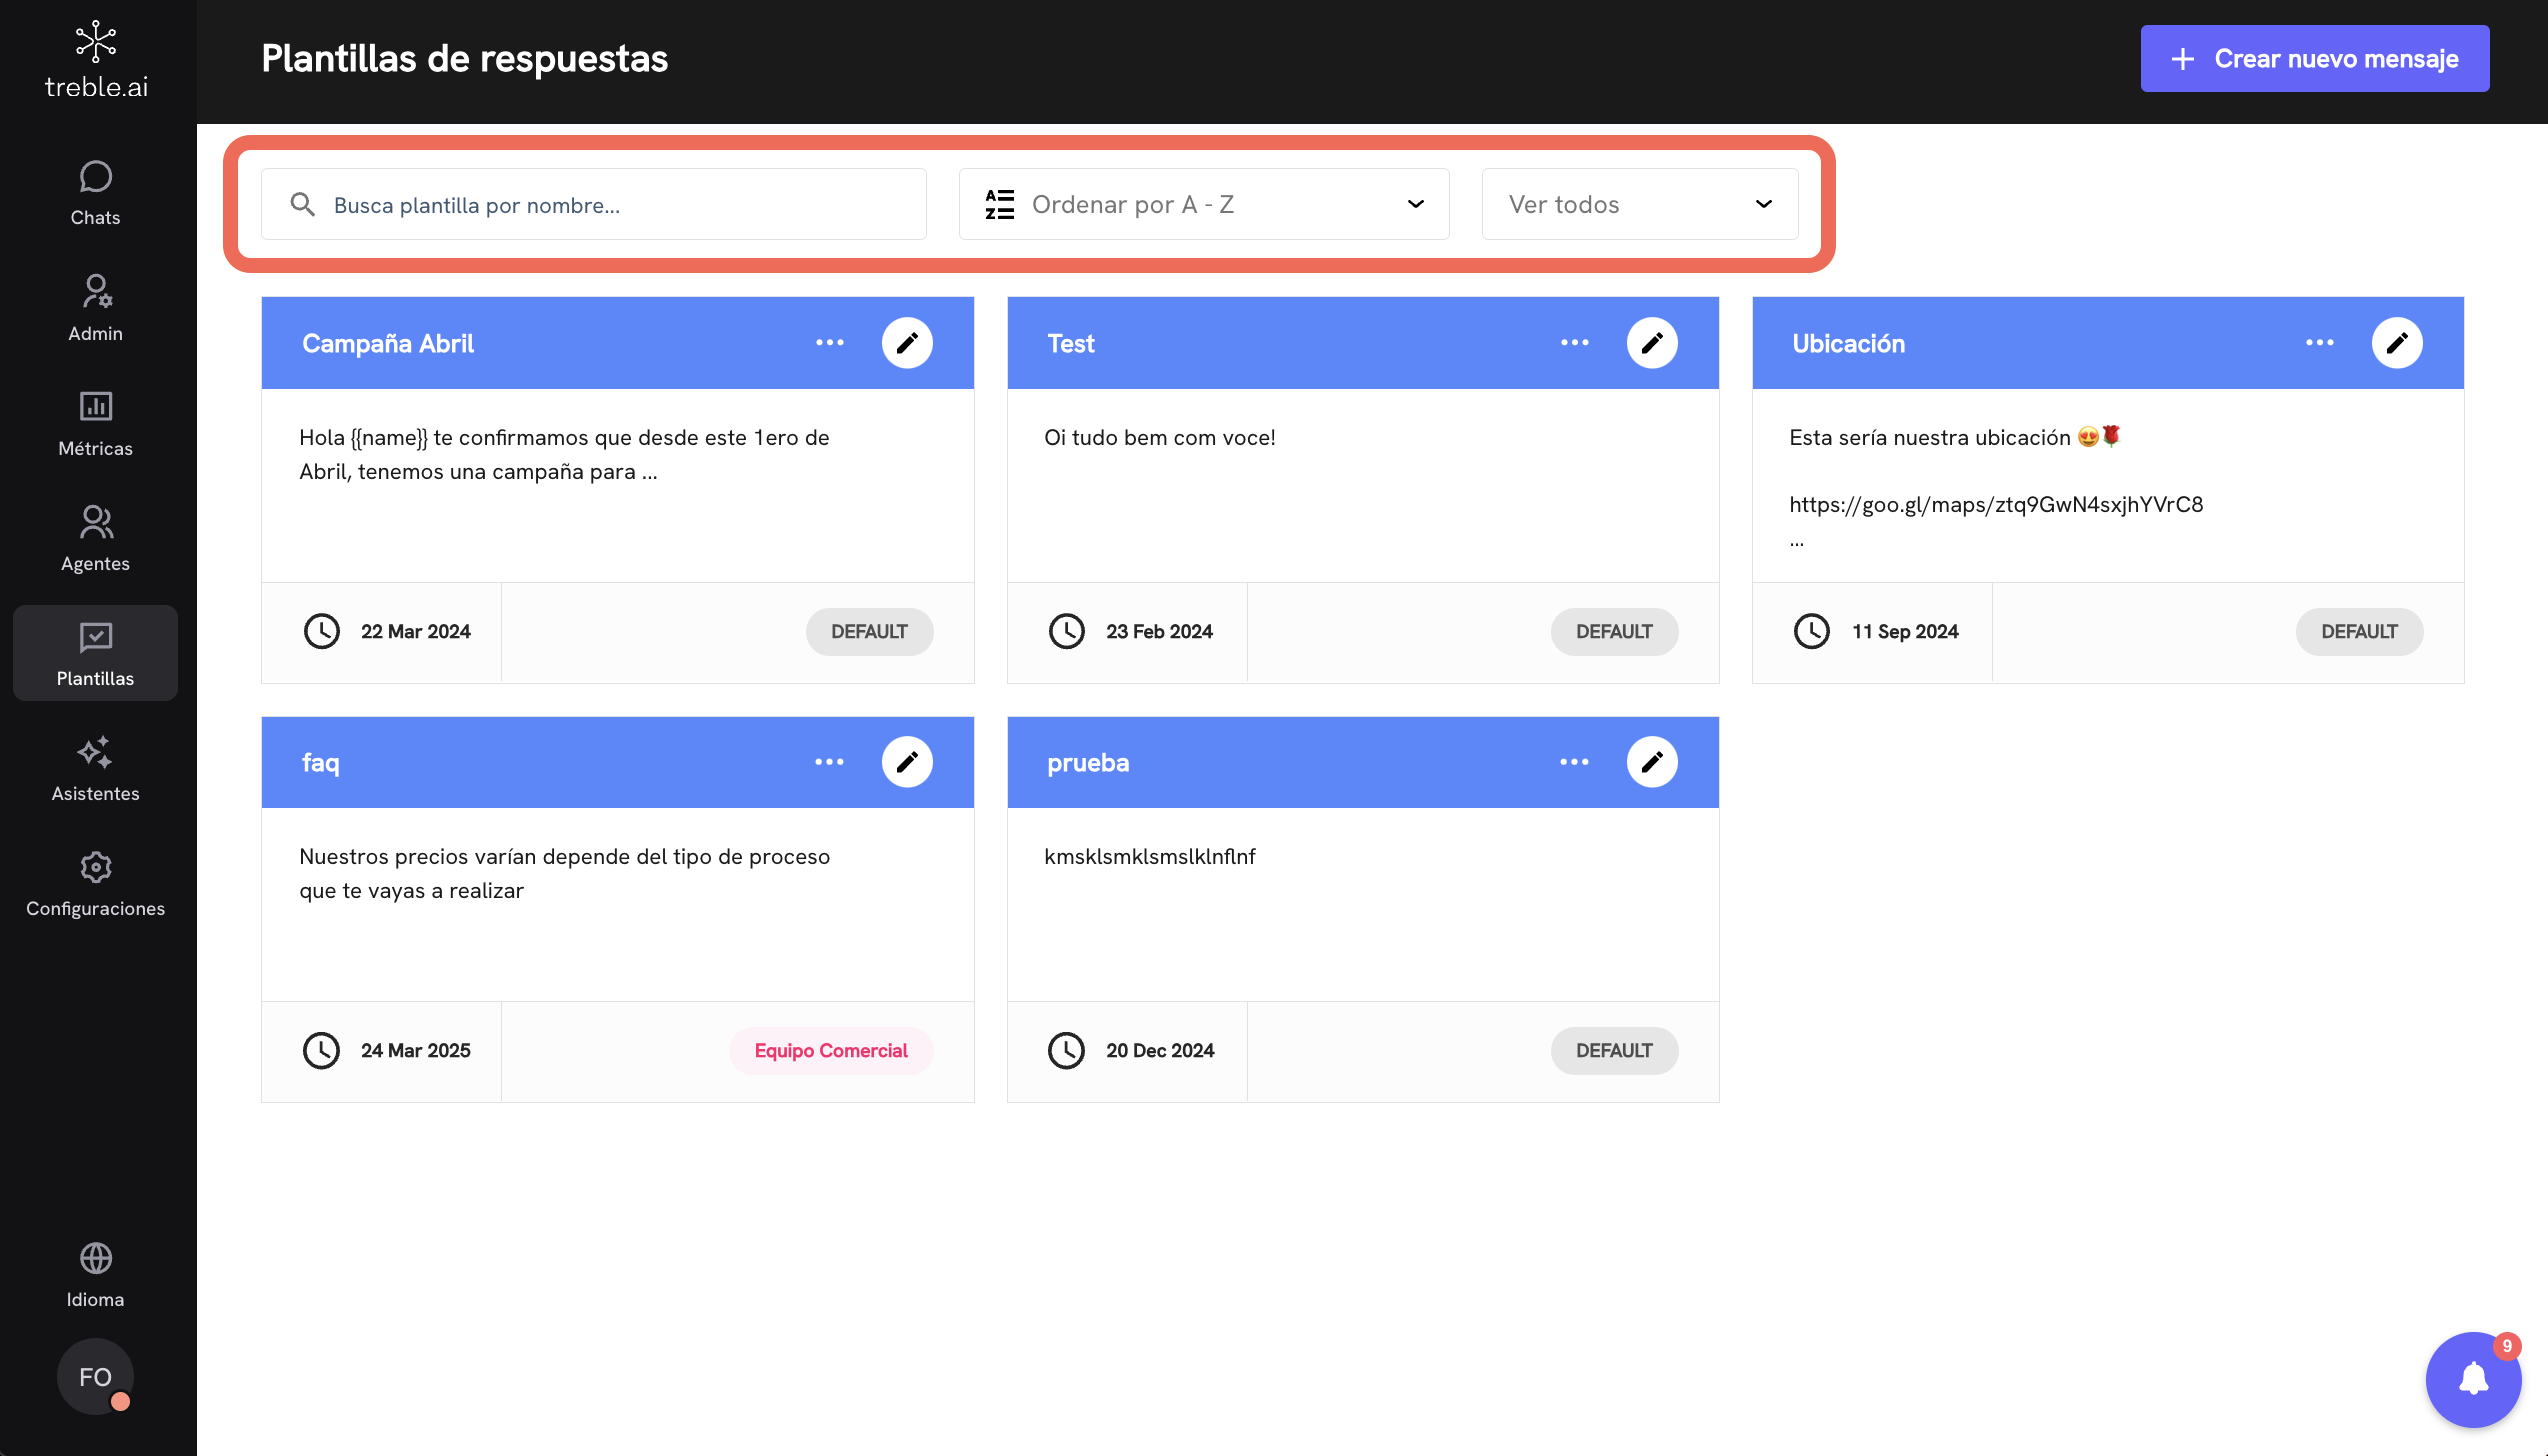 treble.ai
Chats
Admin
Métricas
Agentes
Plantillas
Asistentes
Configuraciones
Idioma
FO
Plantillas de respuestas
Crear nuevo mensaje
Busca plantilla por nombre...
Ordenar por A - Z
Ver todos
Campaña Abril
Hola {{name}} te confirmamos que desde este 1ero de
Abril, tenemos una campaña para ...
22 Mar 2024
DEFAULT
Test
Oi tudo bem com voce!
23 Feb 2024
DEFAULT
Ubicación
Esta sería nuestra ubicación 😍🌹
https://goo.gl/maps/ztq9GwN4sxjhYVrC8
...
11 Sep 2024
DEFAULT
faq
Nuestros precios varían depende del tipo de proceso
que te vayas a realizar
24 Mar 2025
Equipo Comercial
prueba
kmsklsmklsmslklnflnf
20 Dec 2024
DEFAULT
9